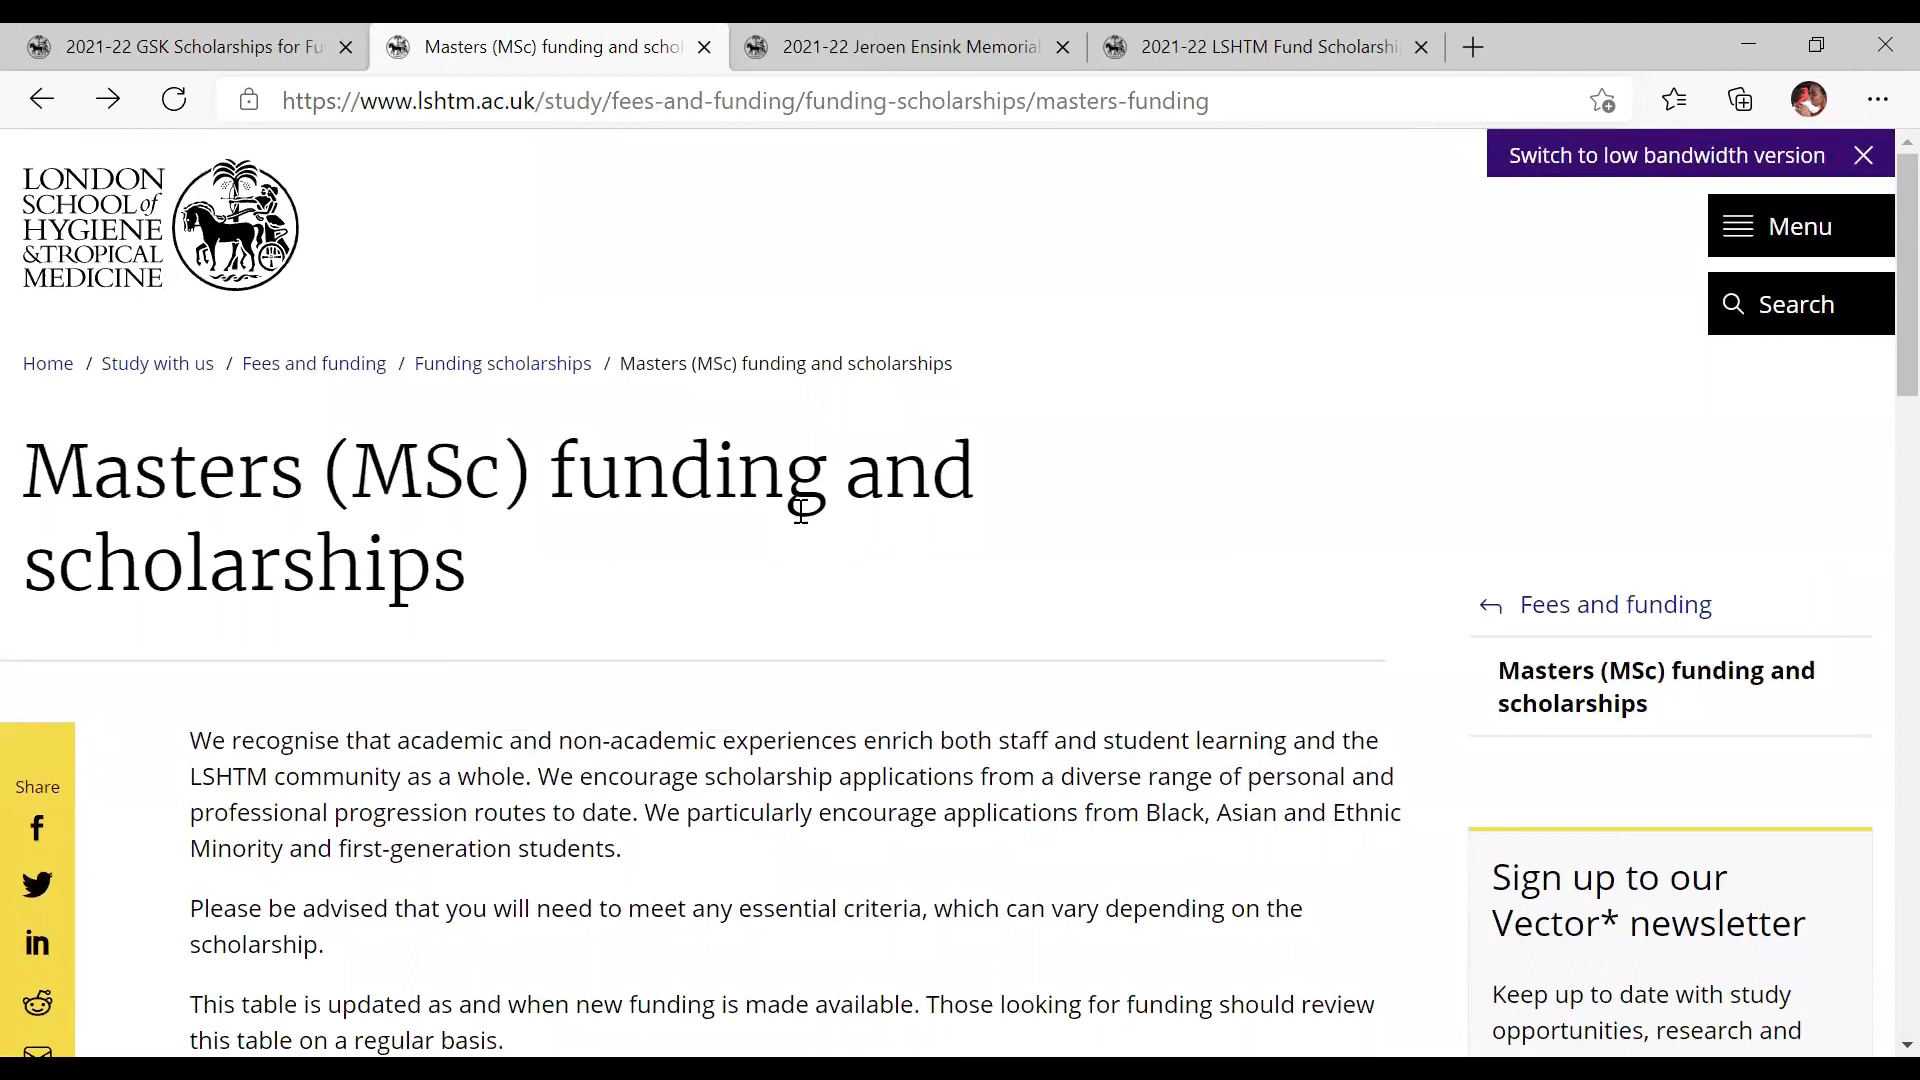 2021-22 GSK Scholarships for Fu
Masters (MSc) funding and schol
2021-22 Jeroen Ensink Memorial
2021-22 LSHTM Fund Scholarshi
https://www.lshtm.ac.uk/study/fees-and-funding/funding-scholarships/masters-funding
Switch to low bandwidth version
LONDON
SCHOOL of
HYGIENE
&TROPICAL
MEDICINE
Menu
Search
Home / Study with us / Fees and funding / Funding scholarships / Masters (MSc) funding and scholarships
Masters (MSc) funding and
scholarships
Fees and funding
Masters (MSc) funding and
scholarships
Share
We recognise that academic and non-academic experiences enrich both staff and student learning and the
LSHTM community as a whole. We encourage scholarship applications from a diverse range of personal and
professional progression routes to date. We particularly encourage applications from Black, Asian and Ethnic
Minority and first-generation students.
Please be advised that you will need to meet any essential criteria, which can vary depending on the
scholarship.
This table is updated as and when new funding is made available. Those looking for funding should review
this table on a regular basis.
Sign up to our
Vector* newsletter
Keep up to date with study
opportunities, research and